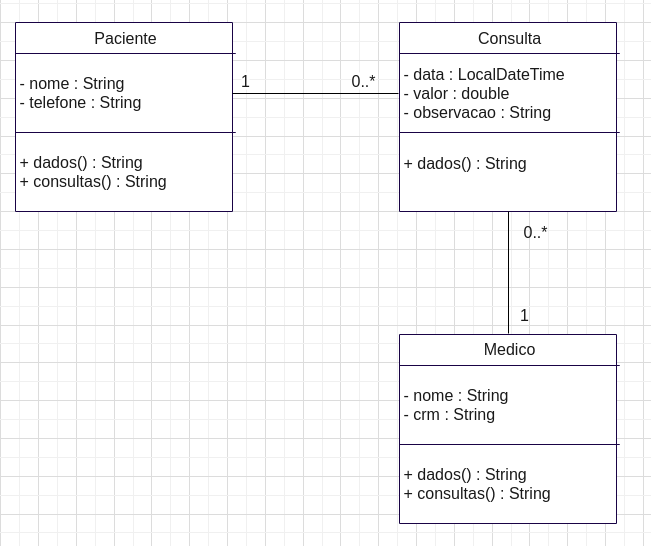 Paciente
- nome : String
- telefone : String
+ dados() : String
+ consultas() : String
1
0..*
Consulta
- data : LocalDateTime
- valor : double
- observacao : String
+ dados() : String
0..*
1
Medico
- nome : String
- crm : String
+ dados() : String
+ consultas() : String